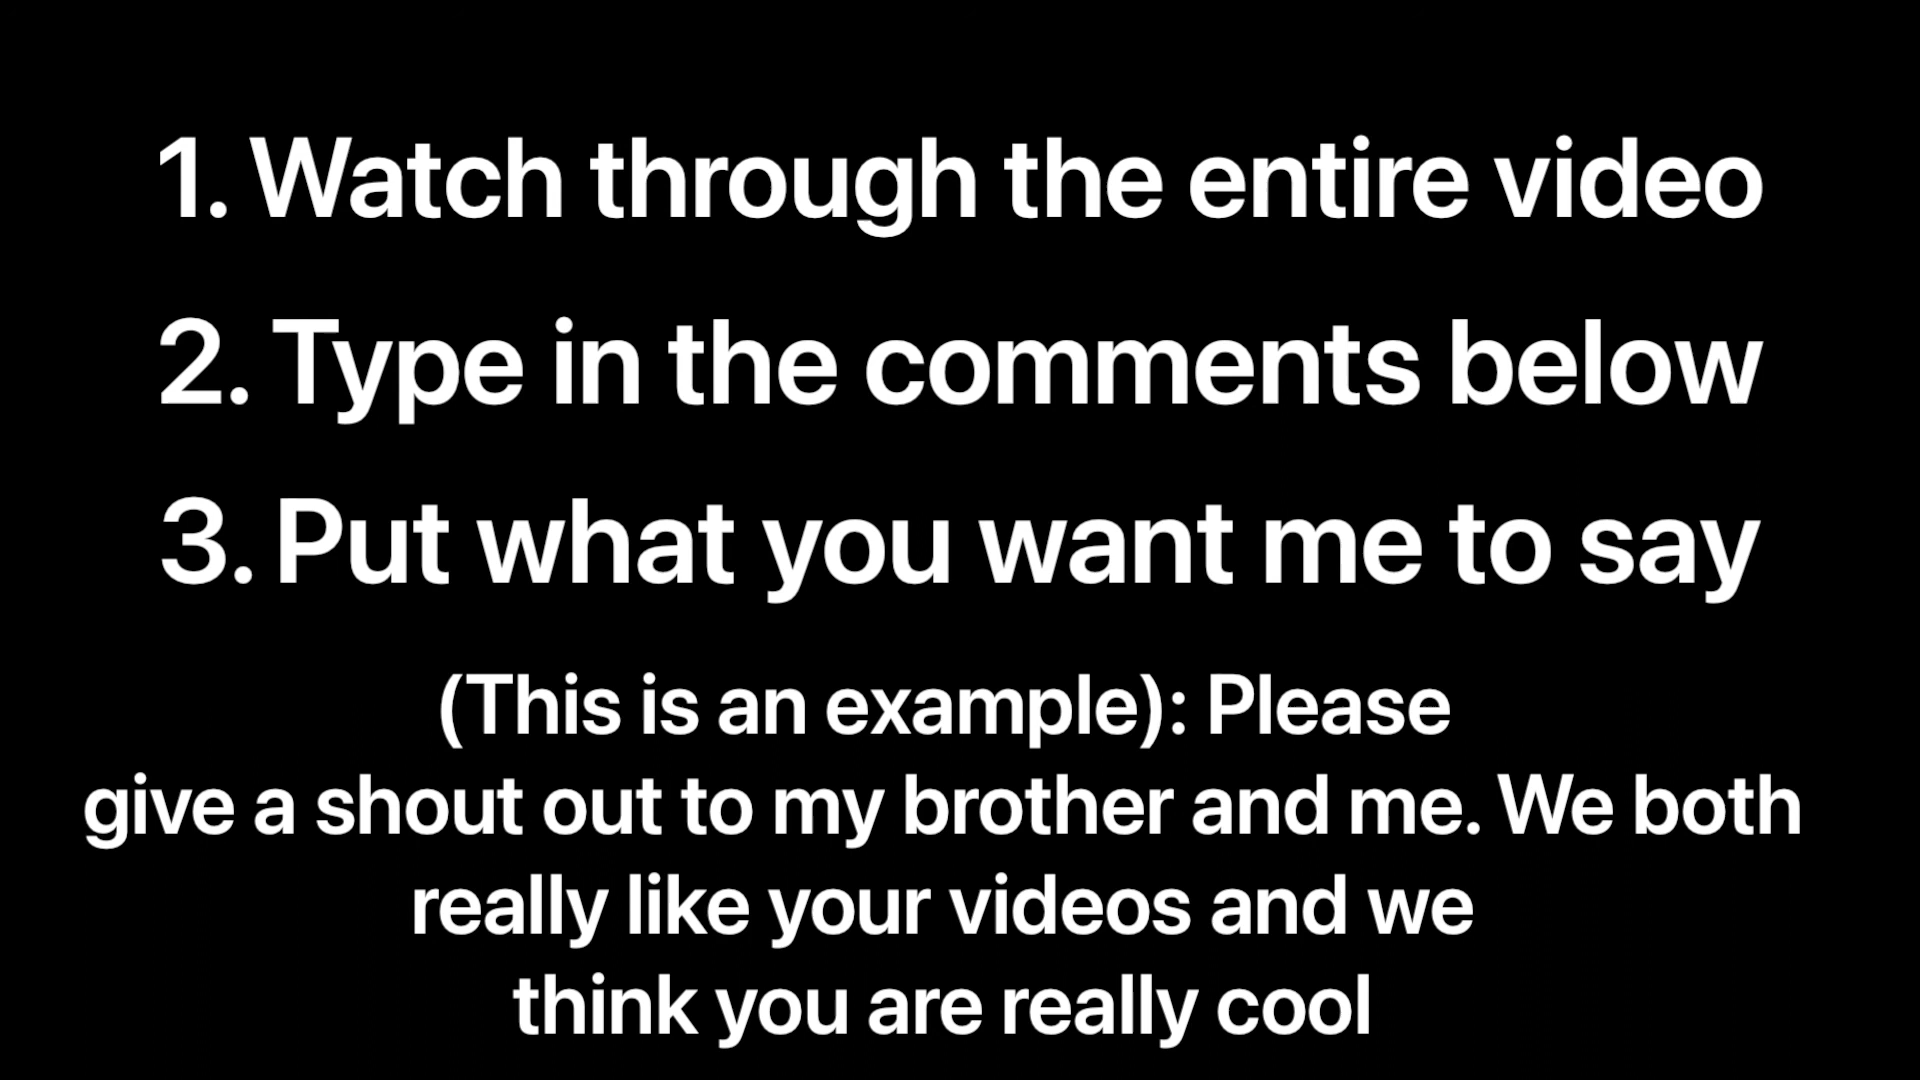 1. Watch through the entire video
2. Type in the comments below
3. Put what you want me to say
(This is an example): Please
give a shout out to my brother and me. We both
really like your videos and we
think you are really cool